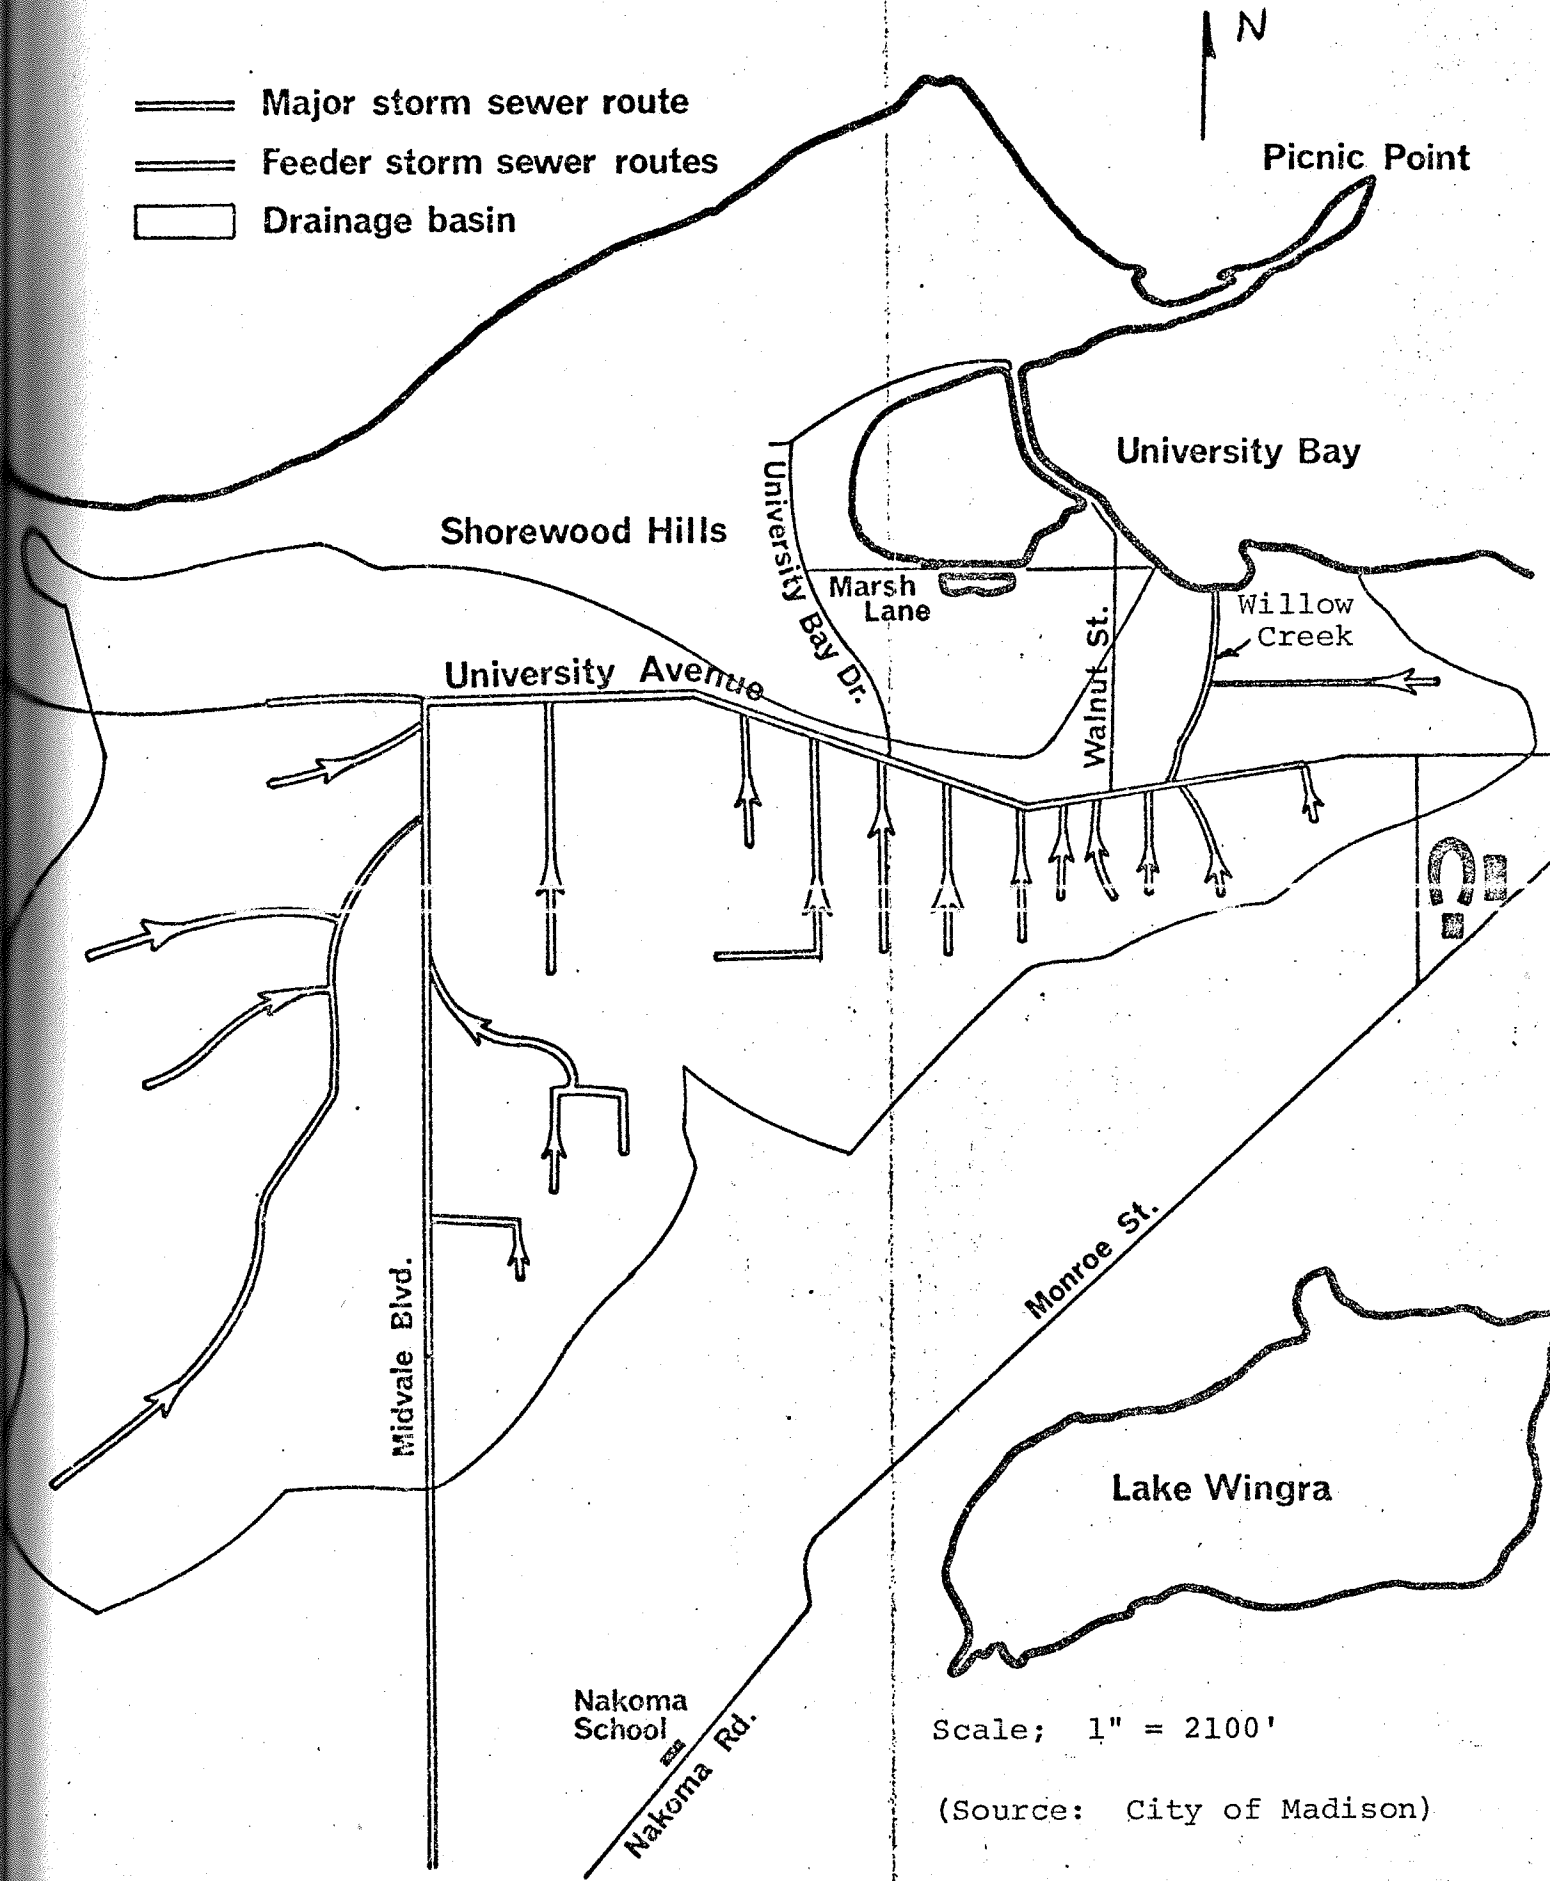 N
Major storm sewer route
Feeder storm sewer routes
Drainage basin
Picnic Point
University Bay
Shorewood Hills
University Bay Dr.
Marsh
Lane
Willow
Creek
Walnut St.
University Avenue
Midvale Blvd.
Monroe St.
Lake Wingra
Nakoma
School
Nakoma Rd.
Scale; 1" = 2100'
(Source: City of Madison)